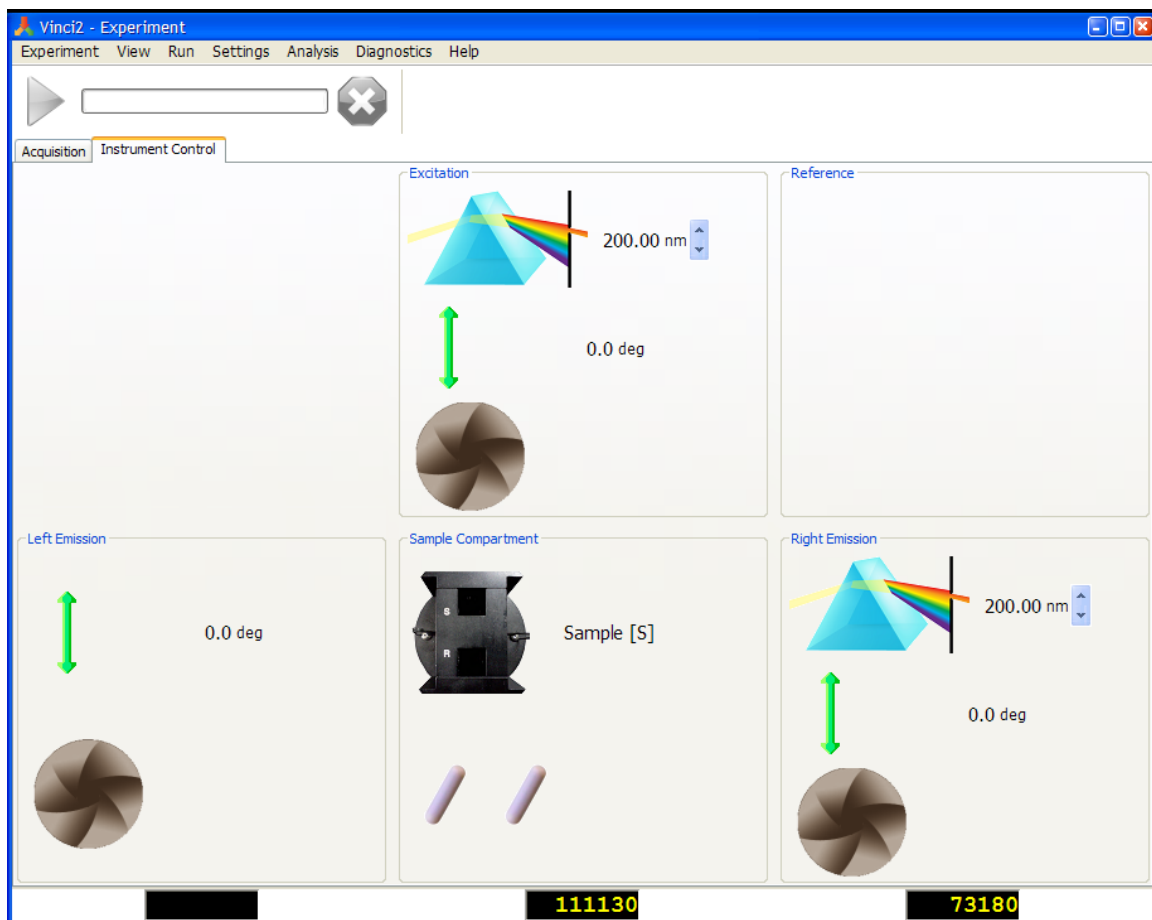 Vinci2 - Experiment
Experiment View Run Settings Analysis Diagnostics Help
Acquisition Instrument Control
Excitation
200.00 nm
0.0 deg
Reference
Left Emission
0.0 deg
Sample Compartment
S
R
Sample [S]
Right Emission
200.00 nm
0.0 deg
111130
73180